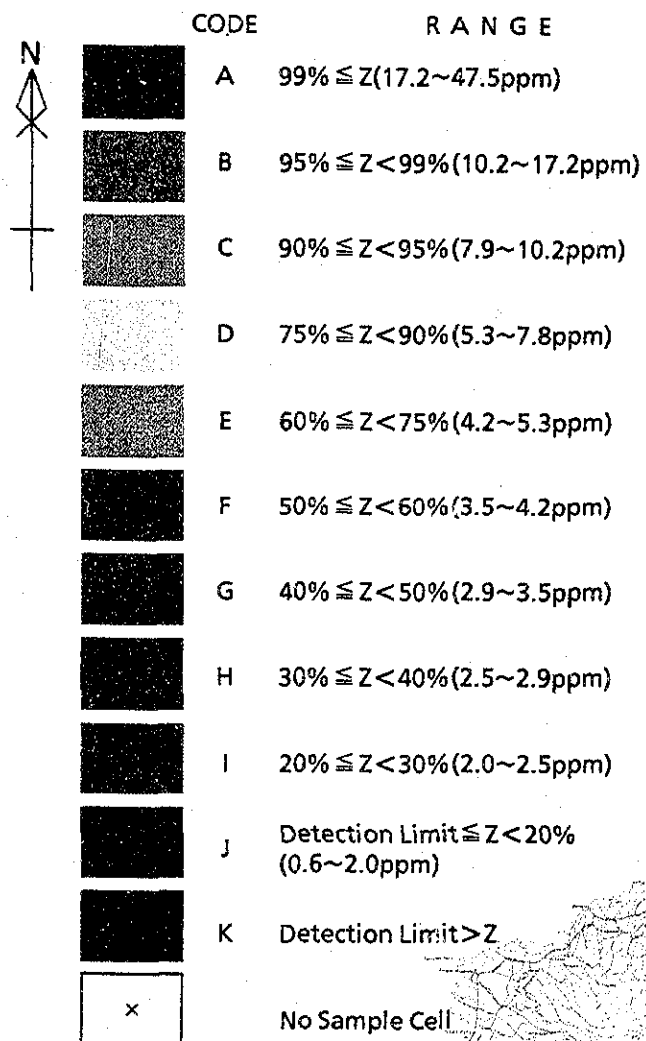 CODE RANGE
N
A 99% ≦ Z(17.2~47.5ppm)
B 95% ≦ Z<99%(10.2~17.2ppm)
C 90% ≦ Z<95%(7.9~10.2ppm)
D 75% ≦ Z<90%(5.3~7.8ppm)
E 60% ≦ Z<75%(4.2~5.3ppm)
F 50% ≦ Z<60%(3.5~4.2ppm)
G 40% ≦ Z<50%(2.9~3.5ppm)
H 30% ≦ Z<40%(2.5~2.9ppm)
I 20% ≦ Z<30%(2.0~2.5ppm)
J Detection Limit≦Z<20%
(0.6~2.0ppm)
K Detection Limit>Z
× No Sample Cell